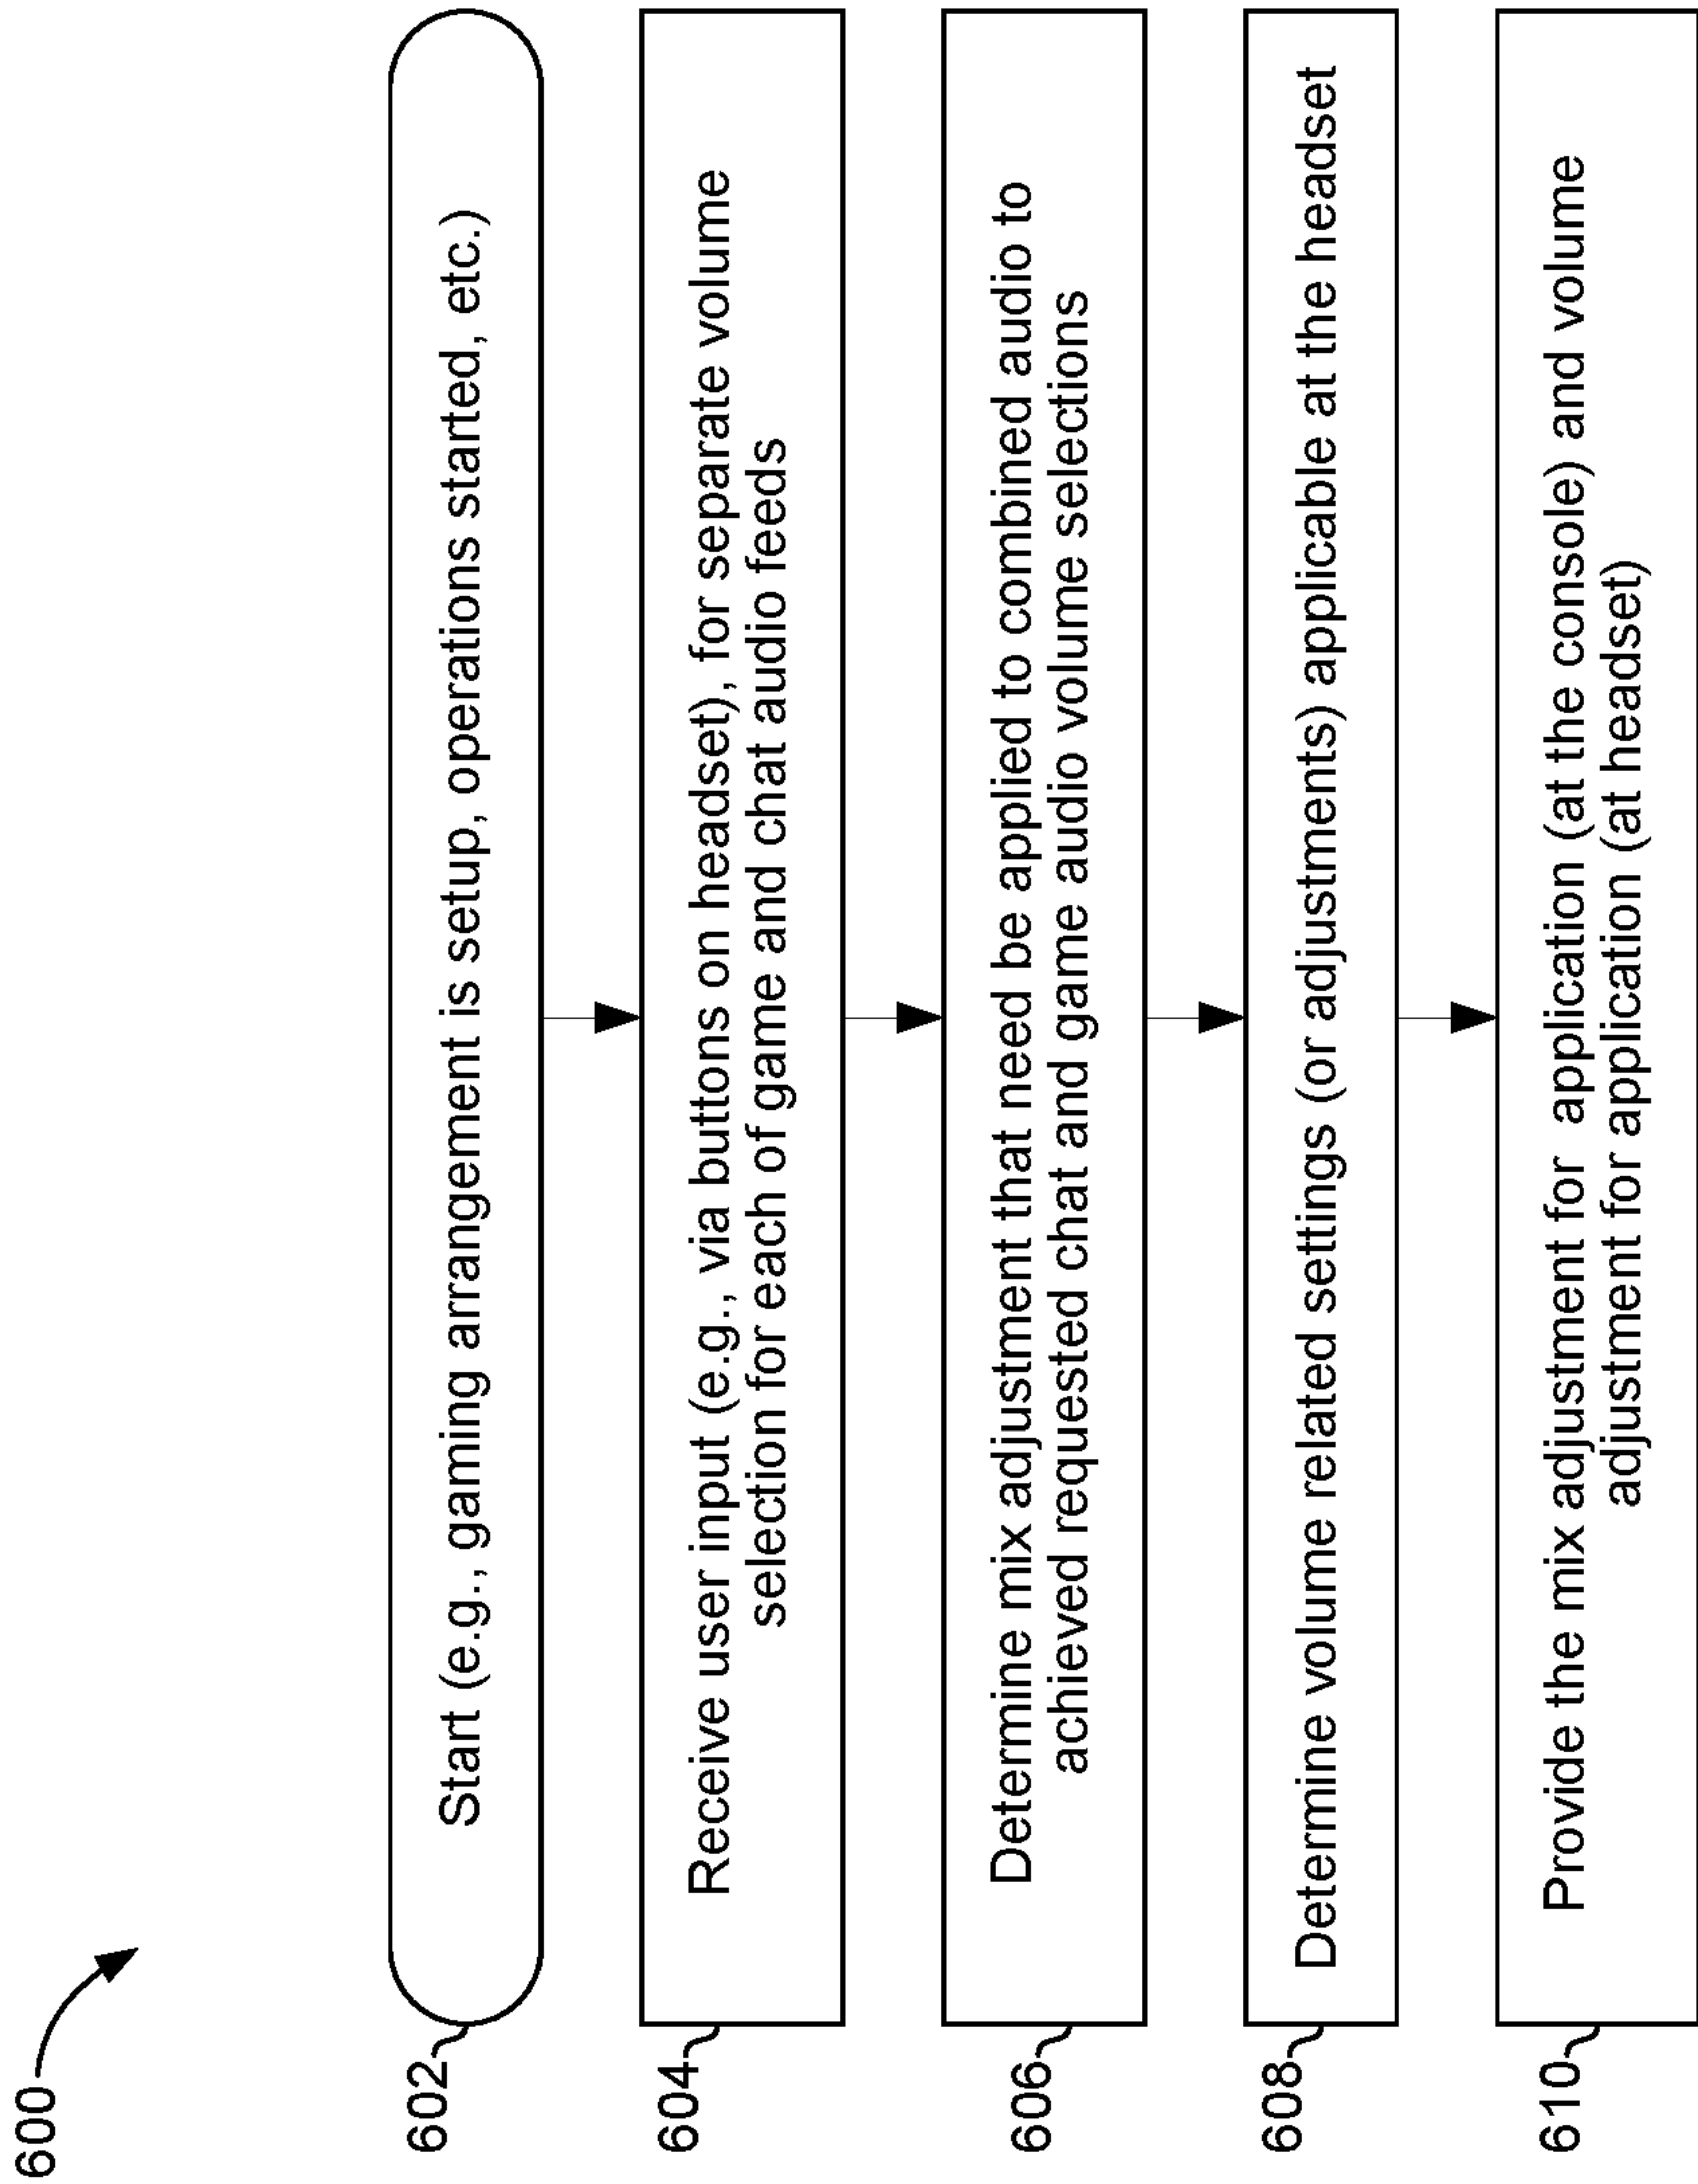 600
602
Start (e.g., gaming arrangement is setup, operations started, etc.)
604
Receive user input (e.g., via buttons on headset), for separate volume
selection for each of game and chat audio feeds
606
Determine mix adjustment that need be applied to combined audio to
achieved requested chat and game audio volume selections
608
Determine volume related settings (or adjustments) applicable at the headset
610
Provide the mix adjustment for application (at the console) and volume
adjustment for application (at headset)